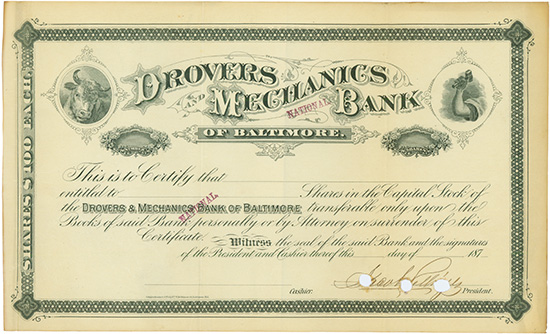 SHARES $100 EACH.
DROVERS
AND MECHANICS
NATIONAL
BANK
OF BALTIMORE.
This is to Certify that
entitled to Shares in the Capital Stock of
the DROVERS & MECHANICS BANK OF BALTIMORE transferable only upon the
NATIONAL
Books of said Bank personally or by Attorney on surrender of this
Certificate. Witness the seal of the said Bank and the signatures
of the President and Cashier thereof this day of 187
Cashier. President.